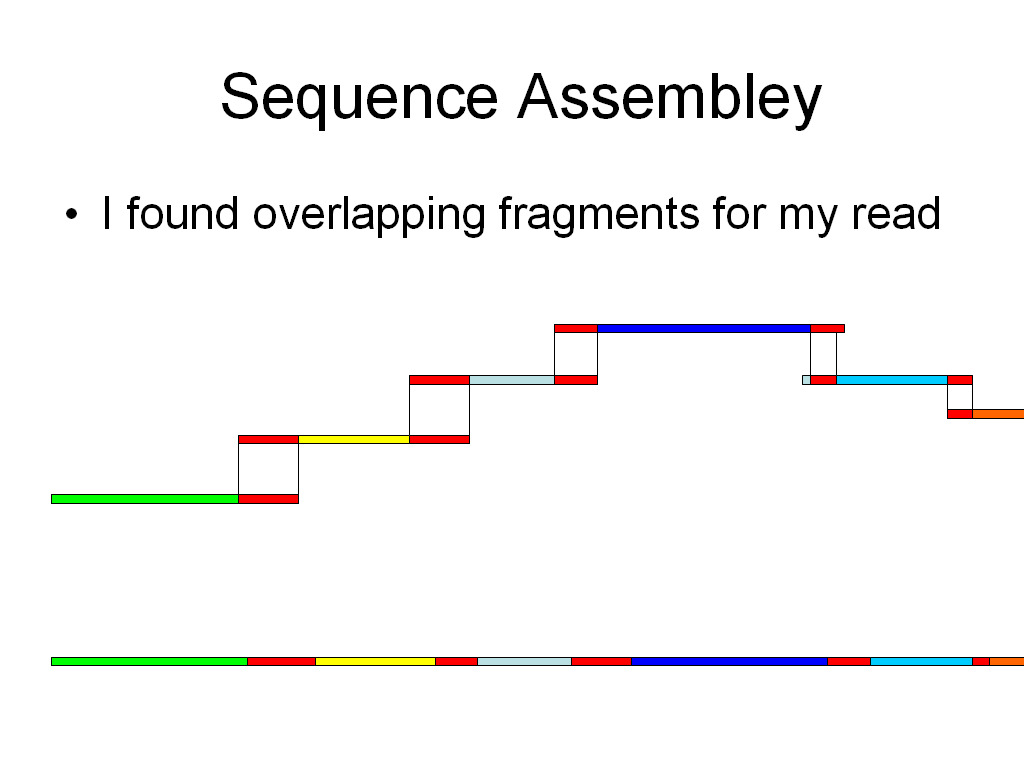 Sequence Assembley
• I found overlapping fragments for my read